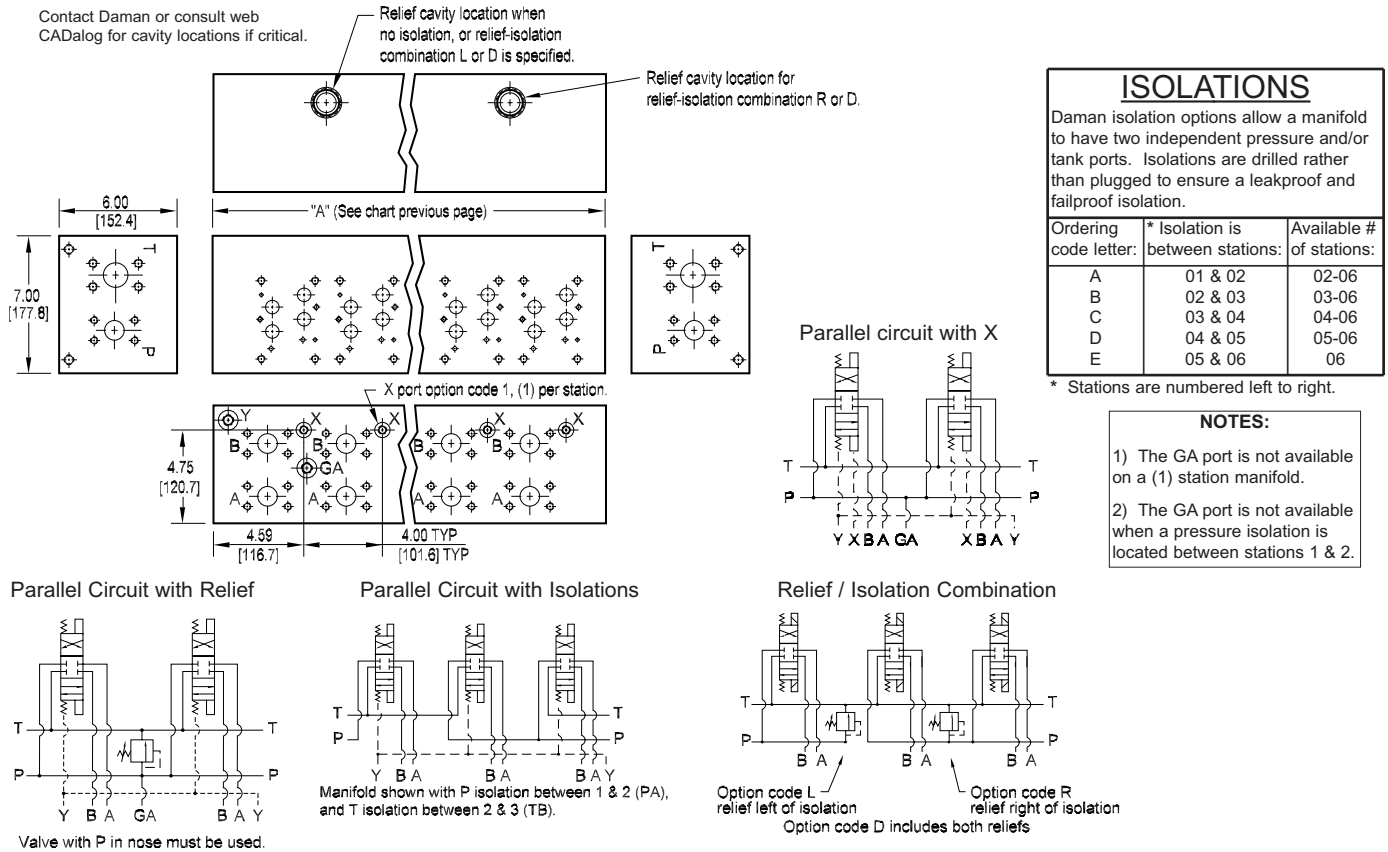 Contact Daman or consult web
CADalog for cavity locations if critical.
Relief cavity location when
no isolation, or relief-isolation
combination L or D is specified.
Relief cavity location for
relief-isolation combination R or D.
"A" (See chart previous page)
6.00
[152.4]
7.00
[177.8]
T
P
T
P
X port option code 1, (1) per station.
Y
X
X
X
X
B
B
B
B
GA
A
A
A
A
4.75
[120.7]
4.59
[116.7]
4.00 TYP
[101.6] TYP
ISOLATIONS
Daman isolation options allow a manifold
to have two independent pressure and/or
tank ports. Isolations are drilled rather
than plugged to ensure a leakproof and
failproof isolation.
Ordering code letter: * Isolation is between stations: Available # of stations:
A 01 & 02 02-06
B 02 & 03 03-06
C 03 & 04 04-06
D 04 & 05 05-06
E 05 & 06 06
* Stations are numbered left to right.
NOTES:
1) The GA port is not available
on a (1) station manifold.
2) The GA port is not available
when a pressure isolation is
located between stations 1 & 2.
Parallel circuit with X
T T
P P
Y X B A GA X B A Y
Parallel Circuit with Relief
T T
P P
Y B A GA B A Y
Valve with P in nose must be used.
Parallel Circuit with Isolations
T T
P P
Y B A B A B A Y
Manifold shown with P isolation between 1 & 2 (PA),
and T isolation between 2 & 3 (TB).
Relief / Isolation Combination
T T
P P
B A B A B A
Option code L
relief left of isolation
Option code R
relief right of isolation
Option code D includes both reliefs